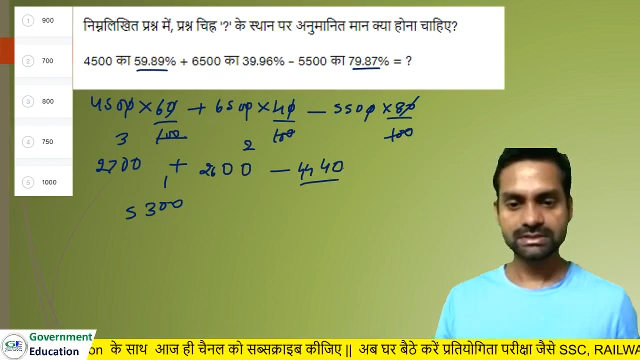 1 900
2 700
3 800
4 750
5 1000
निम्नलिखित प्रश्न में, प्रश्न चिह्न '?' के स्थान पर अनुमानित मान क्या होना चाहिए?
4500 का 59.89% + 6500 का 39.96% – 5500 का 79.87% = ?
4500 × 60/100 + 6500 × 40/100 – 5500 × 80/100
3 2
2700 + 2600 – 4440
1
5300
Government
Education
on के साथ आज ही चैनल को सब्सक्राइब कीजिए || अब घर बैठे करें प्रतियोगिता परीक्षा जैसे SSC, RAILWA